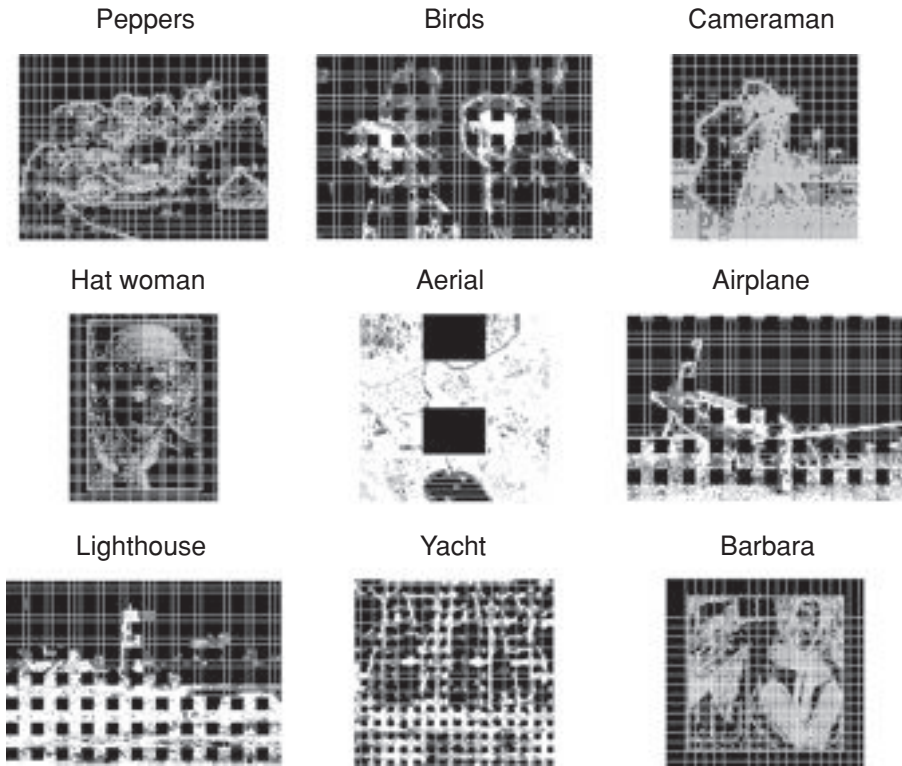 Peppers
Birds
Cameraman
Hat woman
Aerial
Airplane
Lighthouse
Yacht
Barbara